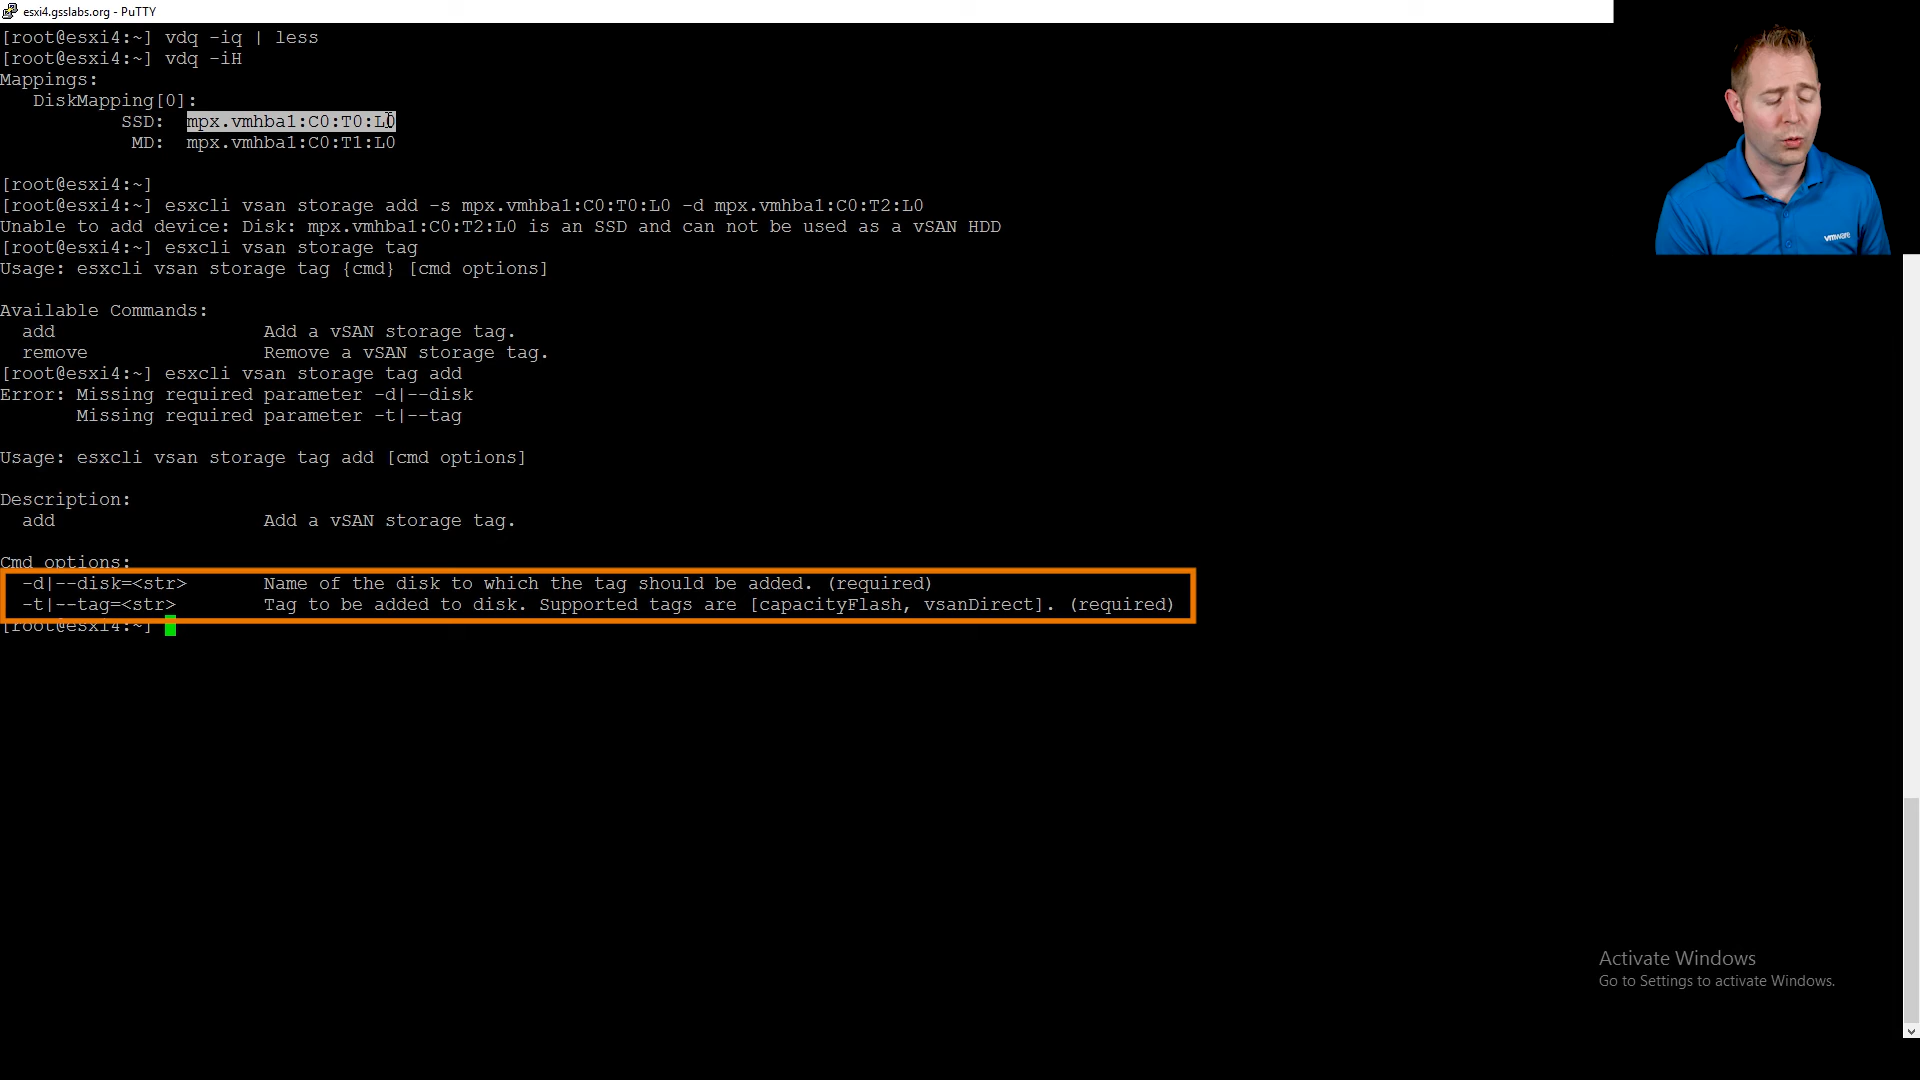 esxi4.gsslabs.org - PuTTY
[root@esxi4:~] vdq -iq | less
[root@esxi4:~] vdq -iH
Mappings:
DiskMapping[0]:
SSD: mpx.vmhba1:C0:T0:L0
MD: mpx.vmhba1:C0:T1:L0
[root@esxi4:~]
[root@esxi4:~] esxcli vsan storage add -s mpx.vmhba1:C0:T0:L0 -d mpx.vmhba1:C0:T2:L0
Unable to add device: Disk: mpx.vmhba1:C0:T2:L0 is an SSD and can not be used as a vSAN HDD
[root@esxi4:~] esxcli vsan storage tag
Usage: esxcli vsan storage tag {cmd} [cmd options]
Available Commands:
add Add a vSAN storage tag.
remove Remove a vSAN storage tag.
[root@esxi4:~] esxcli vsan storage tag add
Error: Missing required parameter -d|--disk
Missing required parameter -t|--tag
Usage: esxcli vsan storage tag add [cmd options]
Description:
add Add a vSAN storage tag.
Cmd options:
-d|--disk=<str> Name of the disk to which the tag should be added. (required)
-t|--tag=<str> Tag to be added to disk. Supported tags are [capacityFlash, vsanDirect]. (required)
[root@esxi4:~]
vmware
Activate Windows
Go to Settings to activate Windows.